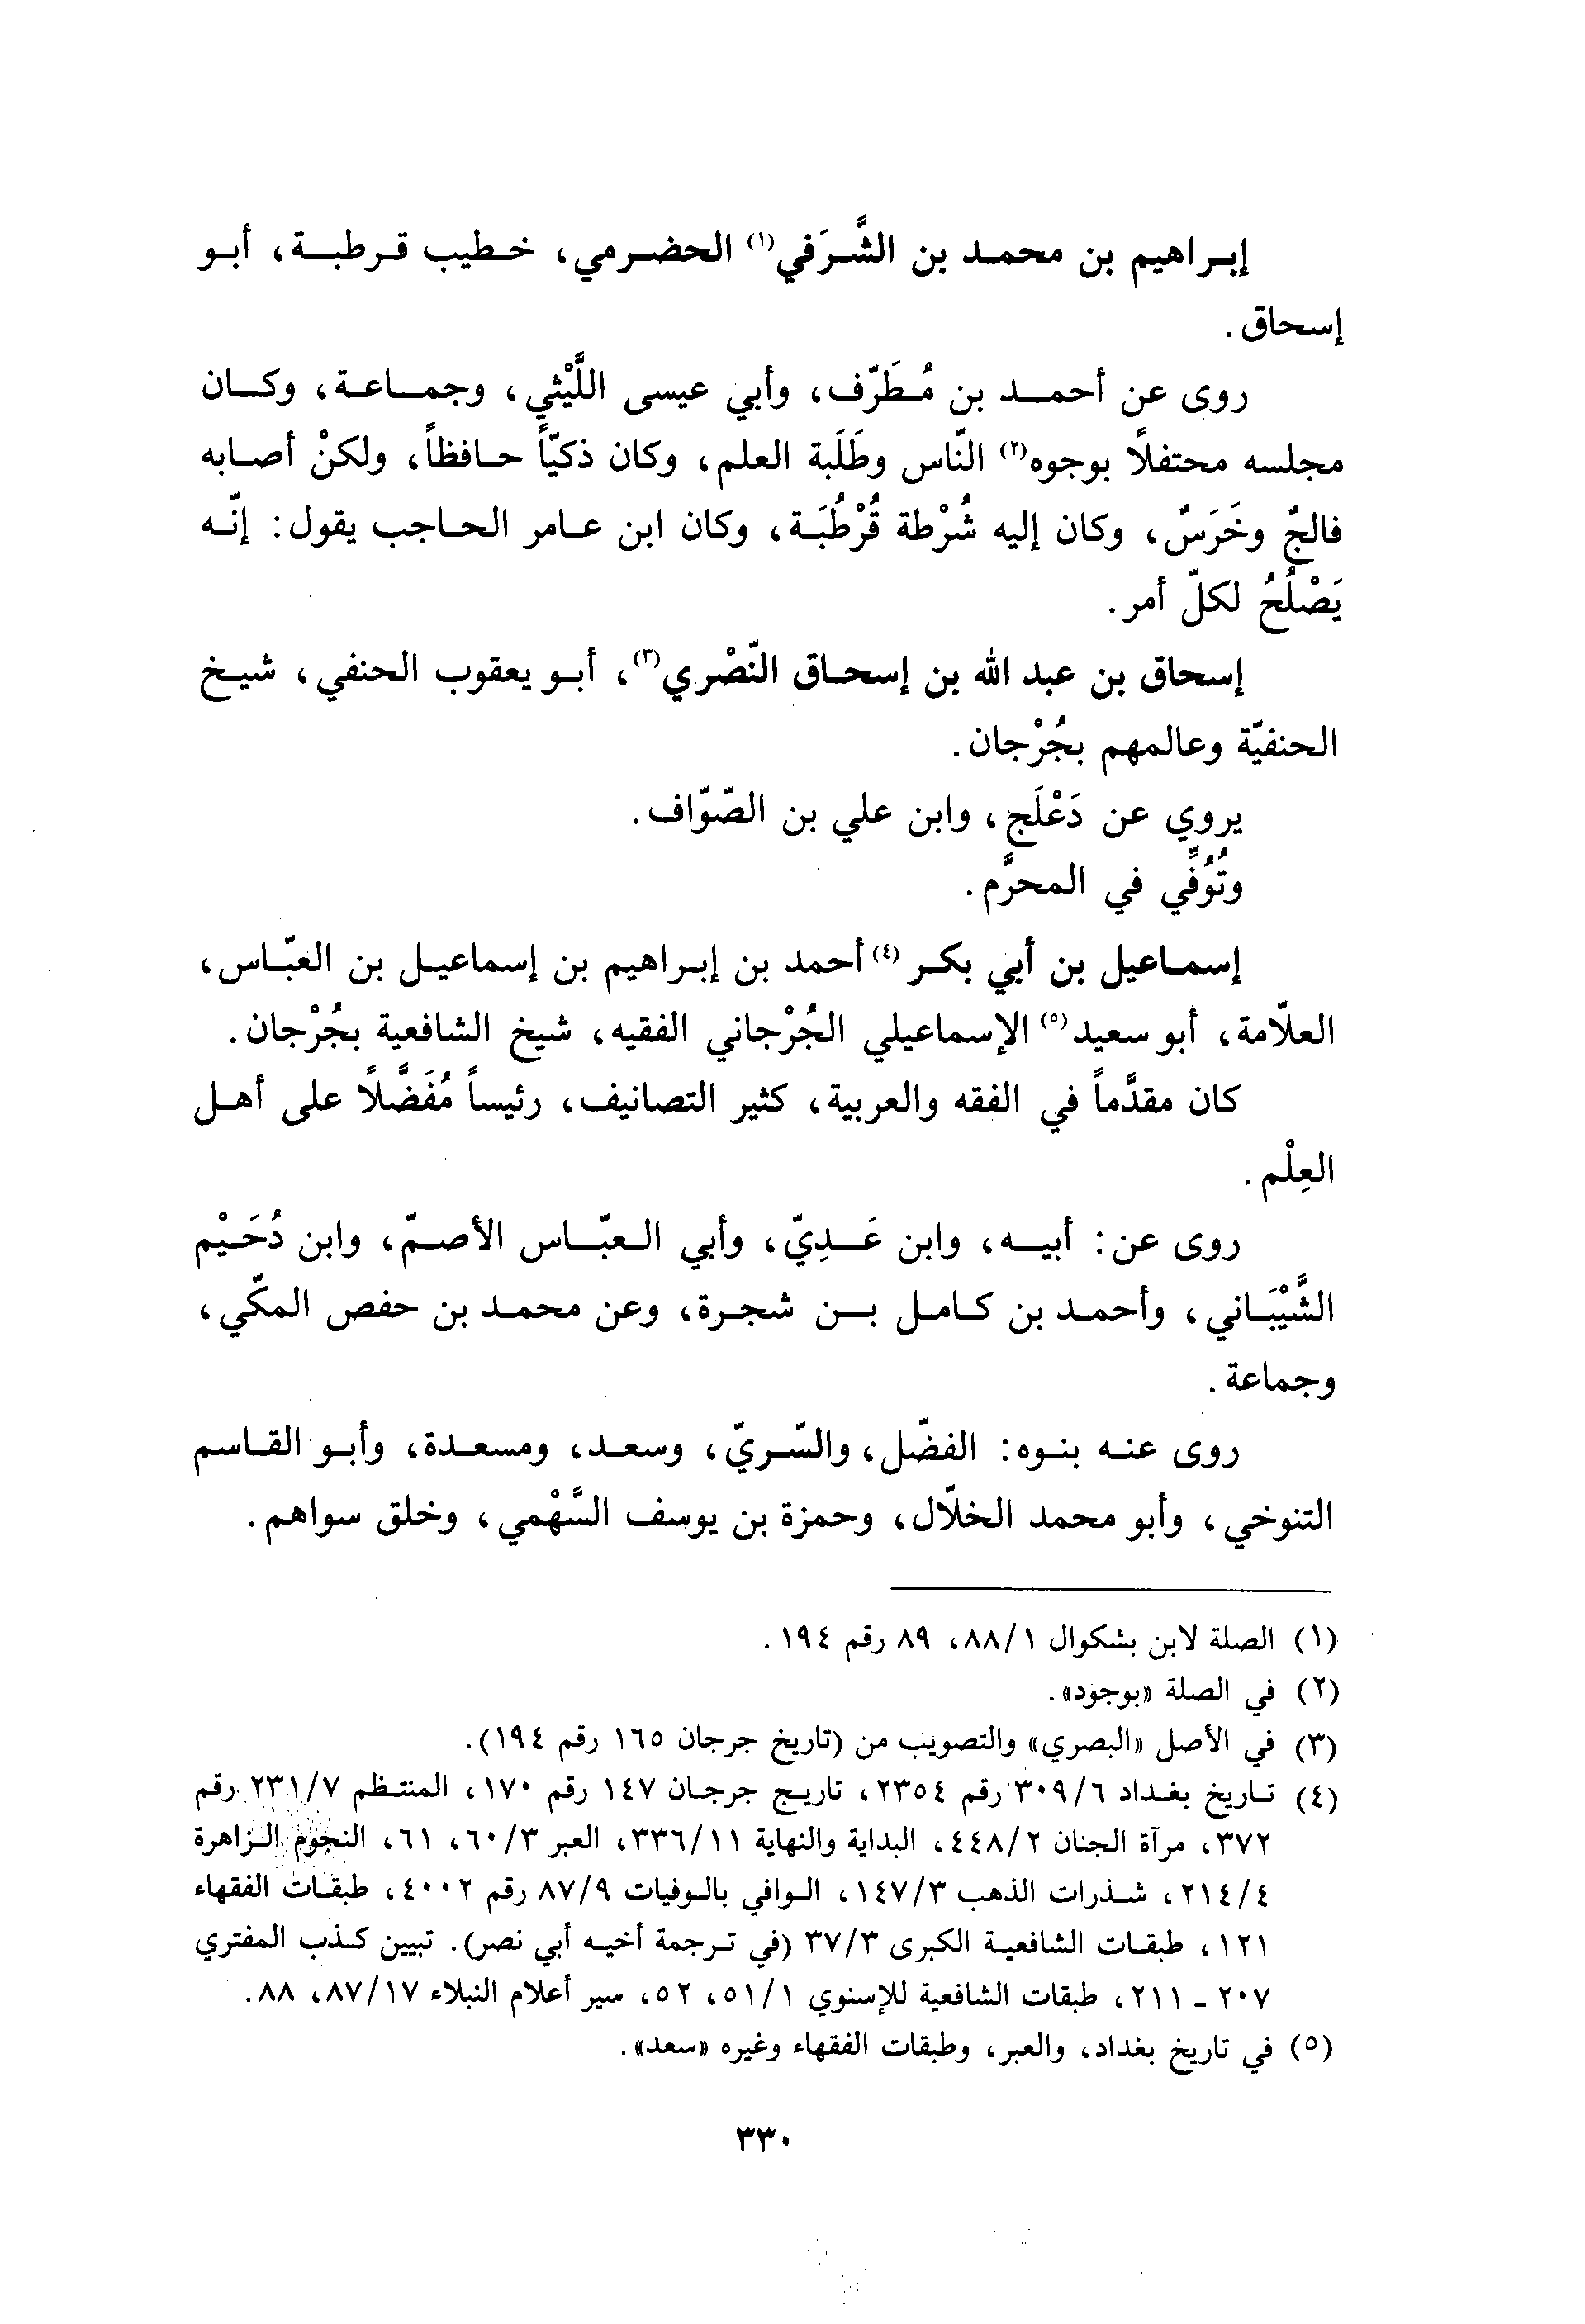 إبراهيم بن محمد بن الشَّرَفي(١) الحضرمي، خطيب قرطبة، أبو
إسحاق.
روى عن أحمد بن مُطَرّف، وأبي عيسى اللَّيْثي، وجماعة، وكان
مجلسه محتفلاً بوجوه(٢) النّاس وطَلَبة العلم، وكان ذكيّاً حافظاً، ولكنْ أصابه
فالجٌ وخَرَسٌ، وكان إليه شُرْطة قُرْطُبَة، وكان ابن عامر الحاجب يقول: إنّه
يَصْلُحُ لكلّ أمر.
إسحاق بن عبد الله بن إسحاق النّصْري(٣)، أبو يعقوب الحنفي، شيخ
الحنفيّة وعالمهم بجُرْجان.
يروي عن دَعْلَج، وابن علي بن الصّوّاف.
وتُوُفِّي في المحرَّم.
إسماعيل بن أبي بكر(٤) أحمد بن إبراهيم بن إسماعيل بن العبّاس،
العلاّمة، أبو سعيد(٥) الإسماعيلي الجُرْجاني الفقيه، شيخ الشافعية بجُرْجان.
كان مقدَّماً في الفقه والعربية، كثير التصانيف، رئيساً مُفَضَّلاً على أهل
العِلْم.
روى عن: أبيه، وابن عَدِيّ، وأبي العبّاس الأصمّ، وابن دُحَيْم
الشَّيْبَاني، وأحمد بن كامل بن شجرة، وعن محمد بن حفص المكّي،
وجماعة.
روى عنه بنوه: الفضّل، والسّريّ، وسعد، ومسعدة، وأبو القاسم
التنوخي، وأبو محمد الخلاّل، وحمزة بن يوسف السَّهْمي، وخلق سواهم.
(١) الصلة لابن بشكوال ٨٨/١، ٨٩ رقم ١٩٤.
(٢) في الصلة «بوجود».
(٣) في الأصل «البصري» والتصويب من (تاريخ جرجان ١٦٥ رقم ١٩٤).
(٤) تاريخ بغداد ٣٠٩/٦ رقم ٢٣٥٤، تاريج جرجان ١٤٧ رقم ١٧٠، المنتظم ٢٣١/٧ رقم
٣٧٢، مرآة الجنان ٤٤٨/٢، البداية والنهاية ٣٣٦/١١، العبر ٦٠/٣، ٦١، النجوم الزاهرة
٢١٤/٤، شذرات الذهب ١٤٧/٣، الوافي بالوفيات ٨٧/٩ رقم ٤٠٠٢، طبقات الفقهاء
١٢١، طبقات الشافعية الكبرى ٣٧/٣ (في ترجمة أخيه أبي نصر). تبيين كذب المفتري
٢٠٧ - ٢١١، طبقات الشافعية للإسنوي ٥١/١، ٥٢، سير أعلام النبلاء ٨٧/١٧، ٨٨.
(٥) في تاريخ بغداد، والعبر، وطبقات الفقهاء وغيره «سعد».
٣٣٠